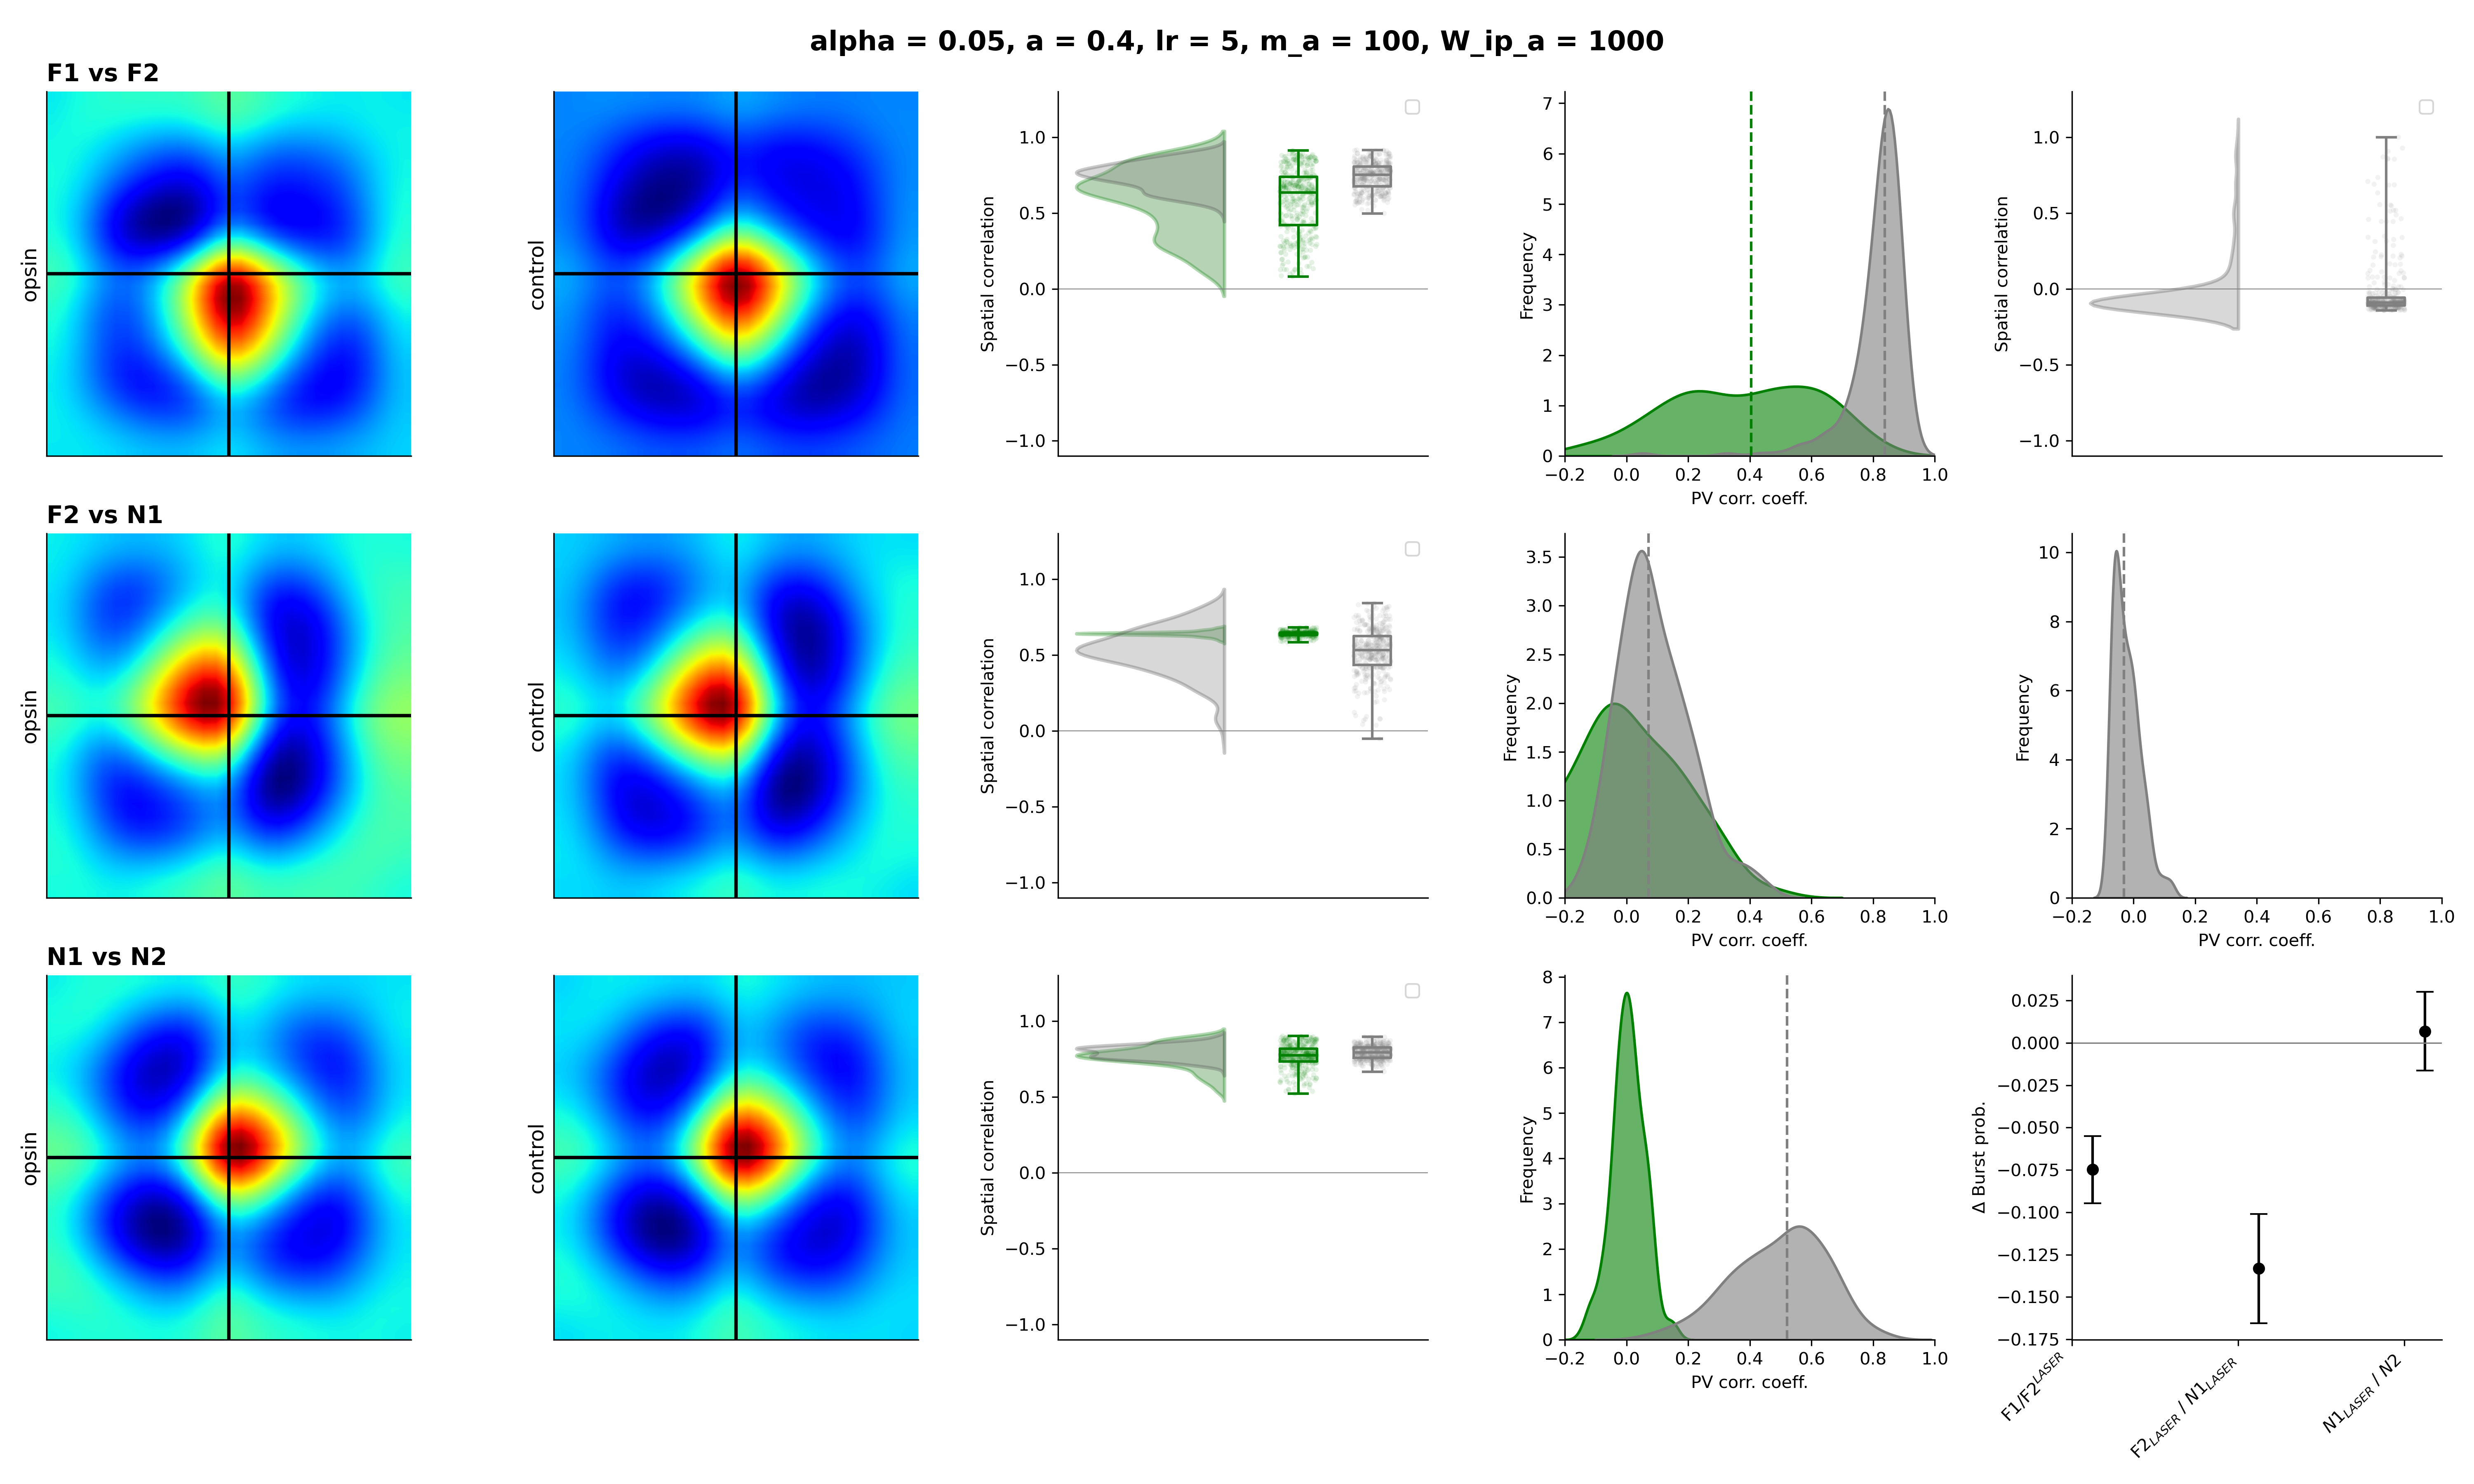 alpha = 0.05, a = 0.4, lr = 5, m_a = 100, W_ip_a = 1000
F1 vs F2
opsin
control
Spatial correlation
1.0
0.5
0.0
−0.5
−1.0
Frequency
7
6
5
4
3
2
1
0
−0.2 0.0 0.2 0.4 0.6 0.8 1.0
PV corr. coeff.
Spatial correlation
1.0
0.5
0.0
−0.5
−1.0
F2 vs N1
opsin
control
Spatial correlation
1.0
0.5
0.0
−0.5
−1.0
Frequency
3.5
3.0
2.5
2.0
1.5
1.0
0.5
0.0
−0.2 0.0 0.2 0.4 0.6 0.8 1.0
PV corr. coeff.
Frequency
10
8
6
4
2
0
−0.2 0.0 0.2 0.4 0.6 0.8 1.0
PV corr. coeff.
N1 vs N2
opsin
control
Spatial correlation
1.0
0.5
0.0
−0.5
−1.0
Frequency
8
7
6
5
4
3
2
1
0
−0.2 0.0 0.2 0.4 0.6 0.8 1.0
PV corr. coeff.
Δ Burst prob.
0.025
0.000
−0.025
−0.050
−0.075
−0.100
−0.125
−0.150
−0.175
F1/F2^LASER
F2_LASER / N1_LASER
N1_LASER / N2